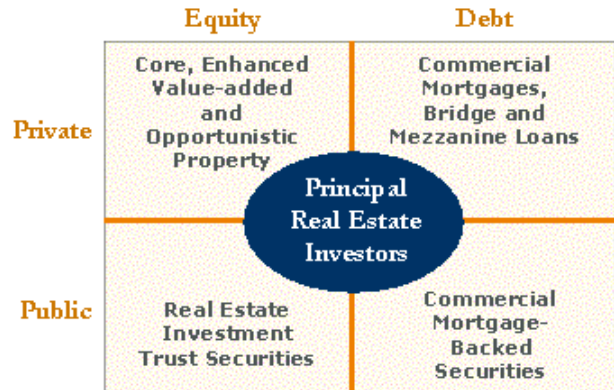 Equity
Debt
Private
Core, Enhanced
Value-added
and
Opportunistic
Property
Commercial
Mortgages,
Bridge and
Mezzanine Loans
Principal
Real Estate
Investors
Public
Real Estate
Investment
Trust Securities
Commercial
Mortgage-
Backed
Securities